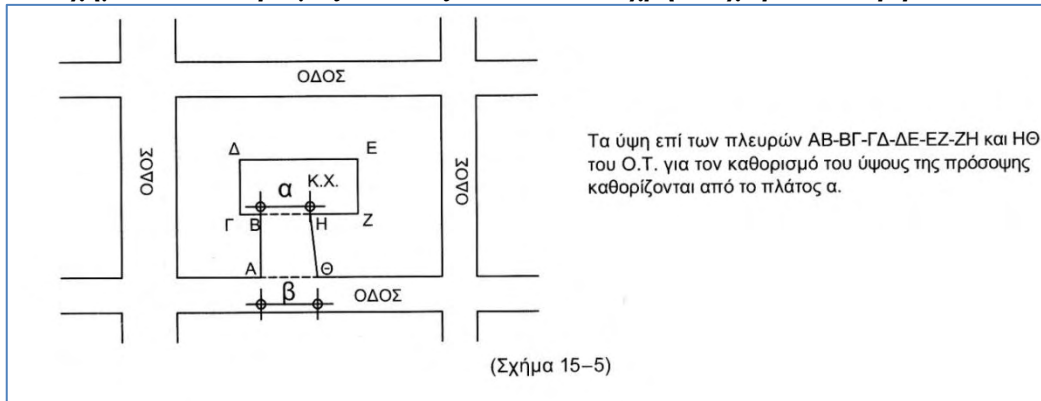 ΟΔΟΣ
ΟΔΟΣ
ΟΔΟΣ
Δ
Ε
Κ.Χ.
α
Γ
Β
Η
Ζ
Α
Θ
β
ΟΔΟΣ
Τα ύψη επί των πλευρών ΑΒ-ΒΓ-ΓΔ-ΔΕ-ΕΖ-ΖΗ και ΗΘ
του Ο.Τ. για τον καθορισμό του ύψους της πρόσοψης
καθορίζονται από το πλάτος α.
(Σχήμα 15–5)